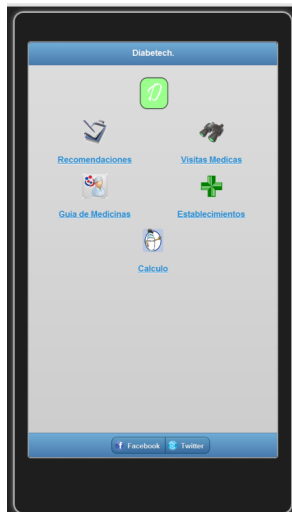 Diabetech.
D
Recomendaciones
Visitas Medicas
Guia de Medicinas
Establecimientos
Calculo
Facebook
Twitter